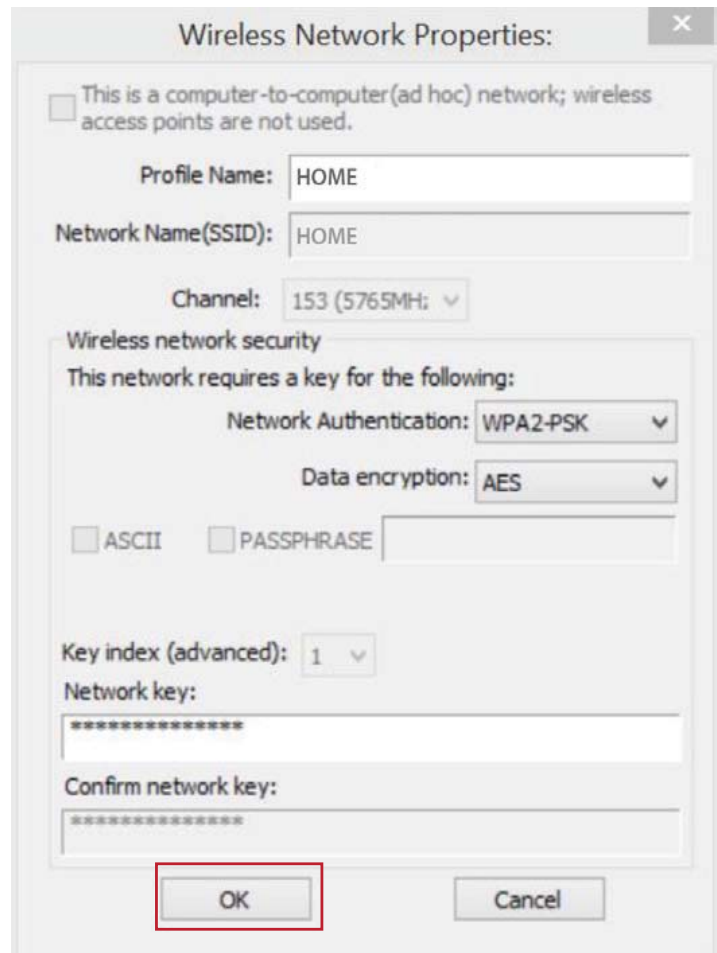 Wireless Network Properties:
This is a computer-to-computer(ad hoc) network; wireless
access points are not used.
Profile Name: HOME
Network Name(SSID): HOME
Channel: 153 (5765MH;
Wireless network security
This network requires a key for the following:
Network Authentication: WPA2-PSK
Data encryption: AES
ASCII PASSPHRASE
Key index (advanced): 1
Network key:
**************
Confirm network key:
**************
OK Cancel